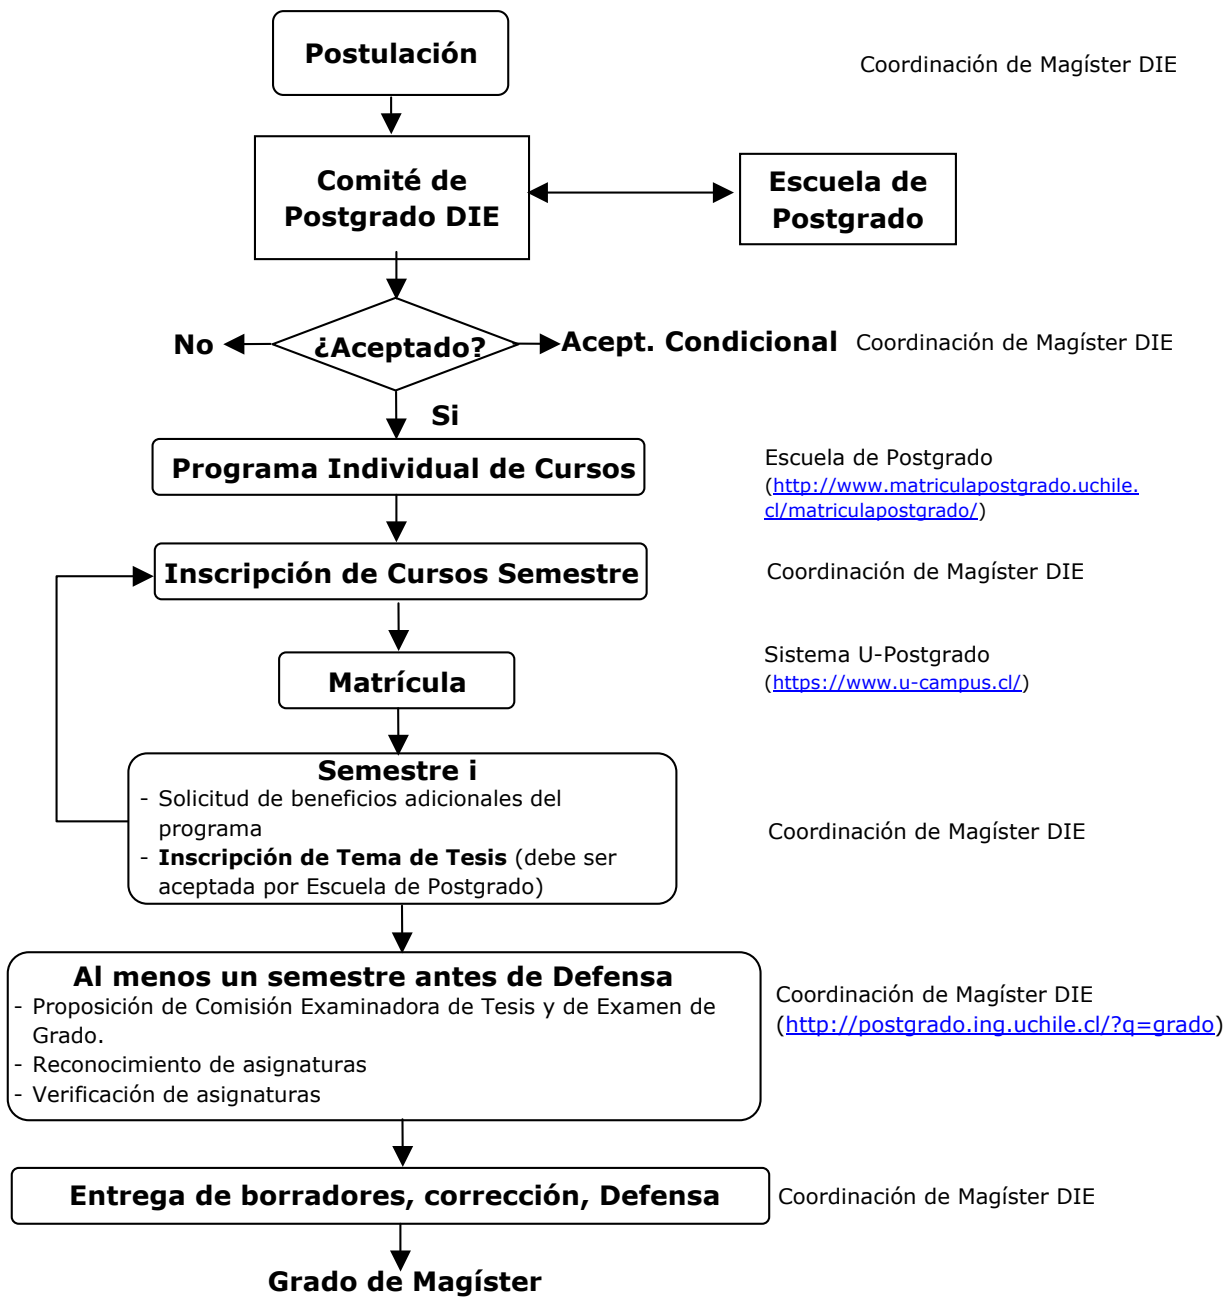 Postulación
Coordinación de Magíster DIE
Comité de
Postgrado DIE
Escuela de
Postgrado
No
¿Aceptado?
Acept. Condicional
Coordinación de Magíster DIE
Si
Programa Individual de Cursos
Escuela de Postgrado
(http://www.matriculapostgrado.uchile.
cl/matriculapostgrado/)
Inscripción de Cursos Semestre
Coordinación de Magíster DIE
Matrícula
Sistema U-Postgrado
(https://www.u-campus.cl/)
Semestre i
- Solicitud de beneficios adicionales del
programa
- Inscripción de Tema de Tesis (debe ser
aceptada por Escuela de Postgrado)
Coordinación de Magíster DIE
Al menos un semestre antes de Defensa
- Proposición de Comisión Examinadora de Tesis y de Examen de
Grado.
- Reconocimiento de asignaturas
- Verificación de asignaturas
Coordinación de Magíster DIE
(http://postgrado.ing.uchile.cl/?q=grado)
Entrega de borradores, corrección, Defensa
Coordinación de Magíster DIE
Grado de Magíster